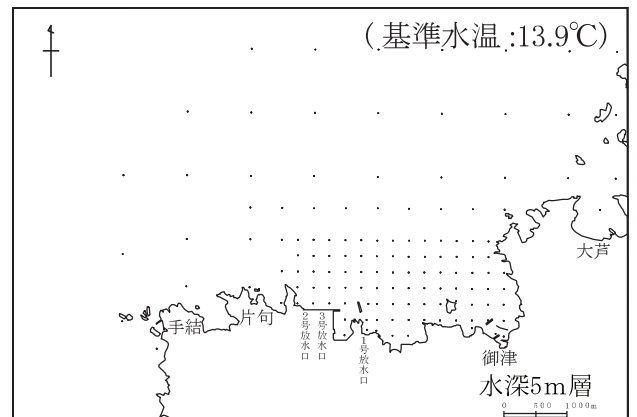 (基準水温:13.9℃)
大芦
手結
片句
2号放水口
3号放水口
1号放水口
御津
水深5m層
0 500 1000m